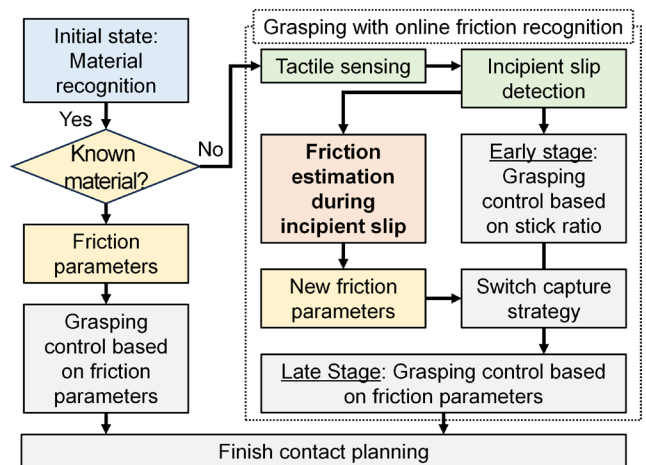 Initial state:
Material
recognition
Yes
Known
material?
No
Friction
parameters
Grasping
control based
on friction
parameters
Grasping with online friction recognition
Tactile sensing
Incipient slip
detection
Friction
estimation
during
incipient slip
Early stage:
Grasping
control based
on stick ratio
New friction
parameters
Switch capture
strategy
Late Stage: Grasping control based
on friction parameters
Finish contact planning